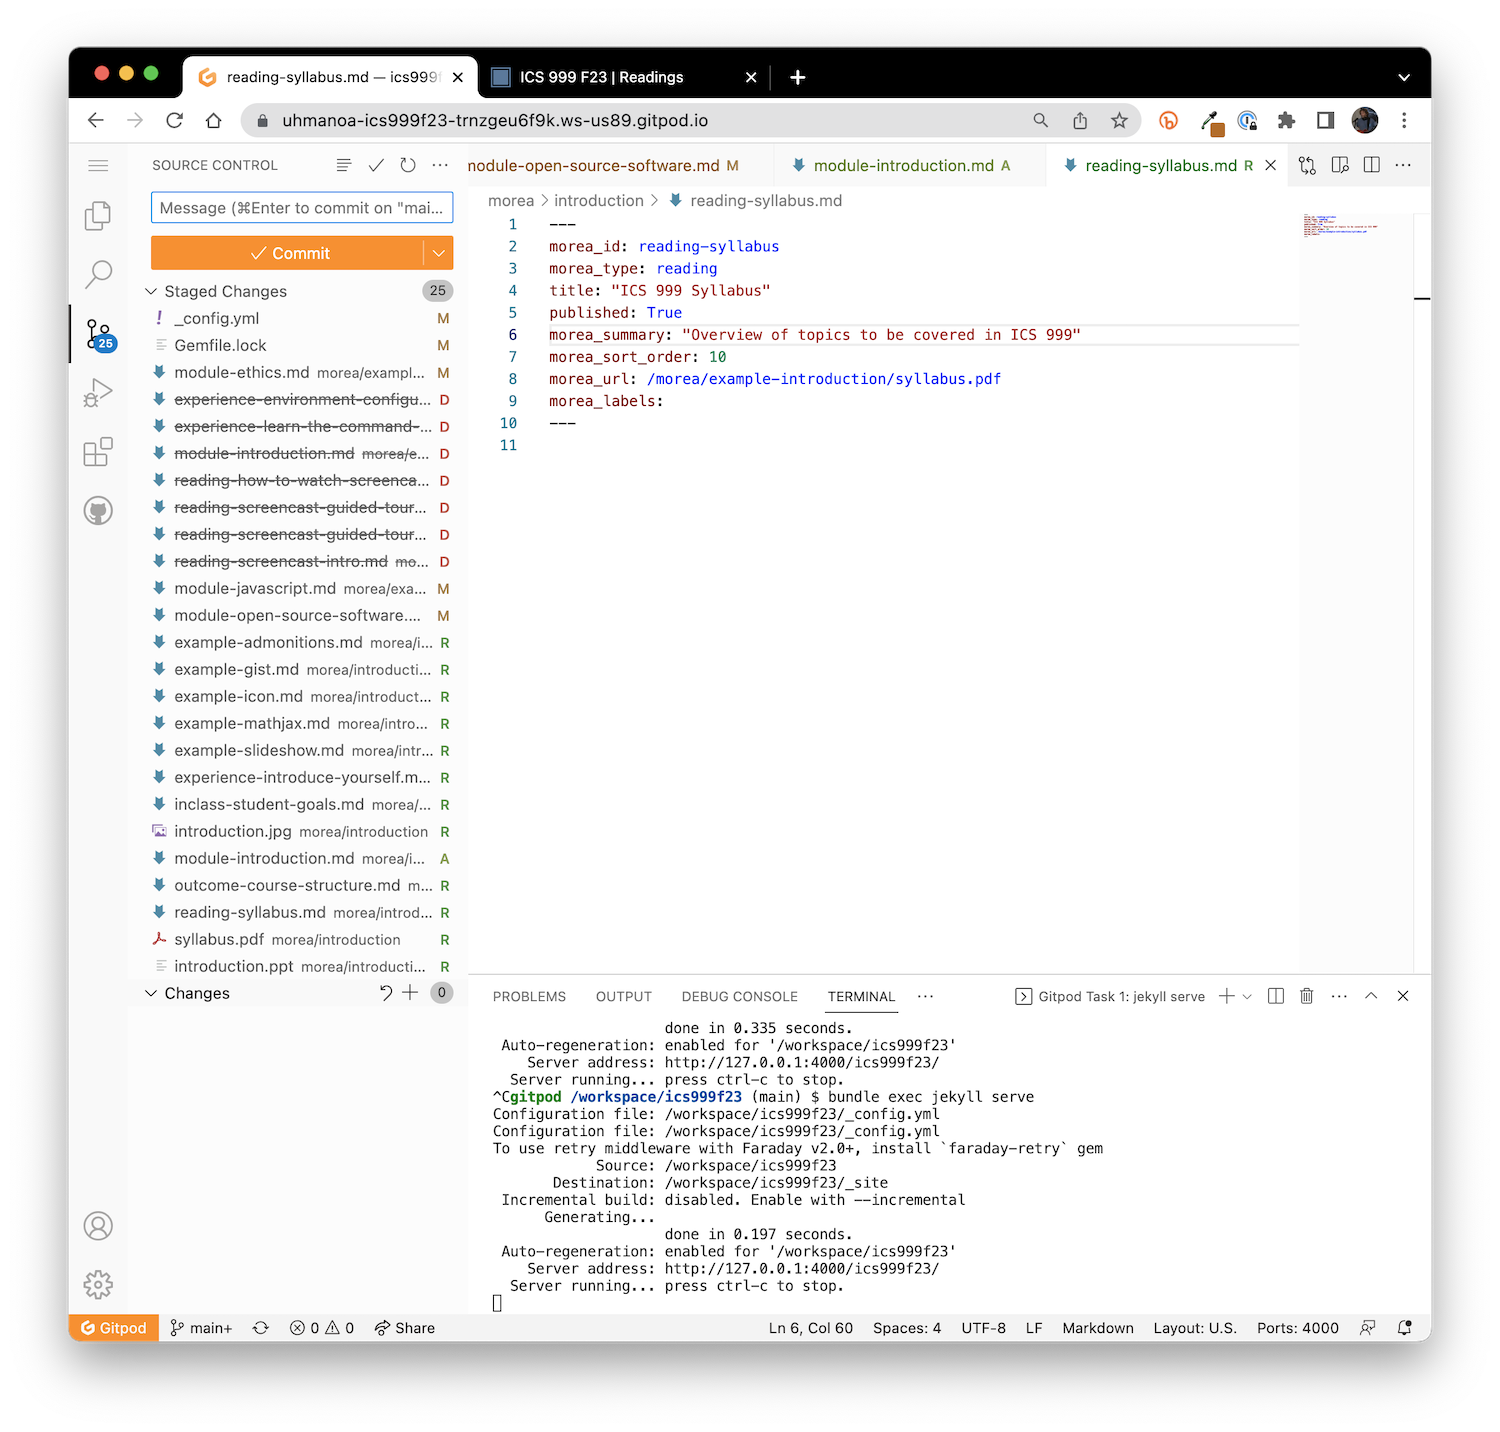 reading-syllabus.md — ics999f
ICS 999 F23 | Readings
uhmanoa-ics999f23-trnzgeu6f9k.ws-us89.gitpod.io
SOURCE CONTROL
Message (⌘Enter to commit on "mai...
Commit
Staged Changes 25
_config.yml M
Gemfile.lock M
module-ethics.md morea/exampl... M
experience-environment-configu... D
experience-learn-the-command-... D
module-introduction.md morea/e... D
reading-how-to-watch-screenca... D
reading-screencast-guided-tour... D
reading-screencast-guided-tour... D
reading-screencast-intro.md mo... D
module-javascript.md morea/exa... M
module-open-source-software.... M
example-admonitions.md morea/i... R
example-gist.md morea/introducti... R
example-icon.md morea/introduct... R
example-mathjax.md morea/intro... R
example-slideshow.md morea/intr... R
experience-introduce-yourself.m... R
inclass-student-goals.md morea/... R
introduction.jpg morea/introduction R
module-introduction.md morea/i... A
outcome-course-structure.md m... R
reading-syllabus.md morea/introd... R
syllabus.pdf morea/introduction R
introduction.ppt morea/introducti... R
Changes 0
25
module-open-source-software.md M
module-introduction.md A
reading-syllabus.md R
morea > introduction > reading-syllabus.md
1 ---
2 morea_id: reading-syllabus
3 morea_type: reading
4 title: "ICS 999 Syllabus"
5 published: True
6 morea_summary: "Overview of topics to be covered in ICS 999"
7 morea_sort_order: 10
8 morea_url: /morea/example-introduction/syllabus.pdf
9 morea_labels:
10 ---
11
PROBLEMS OUTPUT DEBUG CONSOLE TERMINAL ··· Gitpod Task 1: jekyll serve
done in 0.335 seconds.
Auto-regeneration: enabled for '/workspace/ics999f23'
Server address: http://127.0.0.1:4000/ics999f23/
Server running... press ctrl-c to stop.
^Cgitpod /workspace/ics999f23 (main) $ bundle exec jekyll serve
Configuration file: /workspace/ics999f23/_config.yml
Configuration file: /workspace/ics999f23/_config.yml
To use retry middleware with Faraday v2.0+, install `faraday-retry` gem
Source: /workspace/ics999f23
Destination: /workspace/ics999f23/_site
Incremental build: disabled. Enable with --incremental
Generating...
done in 0.197 seconds.
Auto-regeneration: enabled for '/workspace/ics999f23'
Server address: http://127.0.0.1:4000/ics999f23/
Server running... press ctrl-c to stop.
Gitpod main+ 0 0 Share Ln 6, Col 60 Spaces: 4 UTF-8 LF Markdown Layout: U.S. Ports: 4000